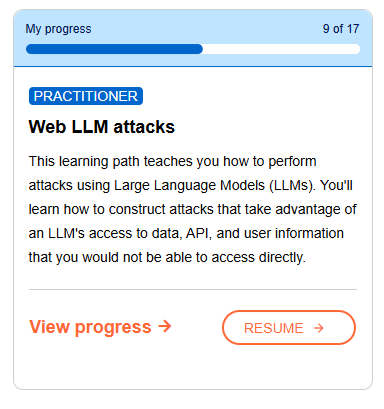 My progress 9 of 17
PRACTITIONER
Web LLM attacks
This learning path teaches you how to perform
attacks using Large Language Models (LLMs). You'll
learn how to construct attacks that take advantage of
an LLM's access to data, API, and user information
that you would not be able to access directly.
View progress →
RESUME →